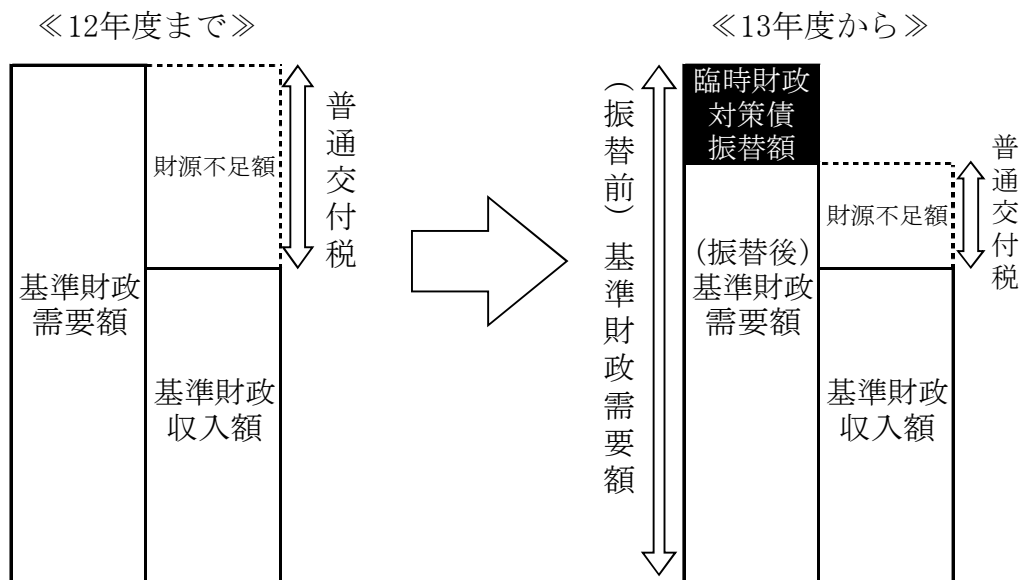 ≪12年度まで≫
財源不足額
普通交付税
基準財政
需要額
基準財政
収入額
≪13年度から≫
(振替前) 基準財政需要額
臨時財政
対策債
振替額
(振替後)
基準財政
需要額
財源不足額
普通交付税
基準財政
収入額